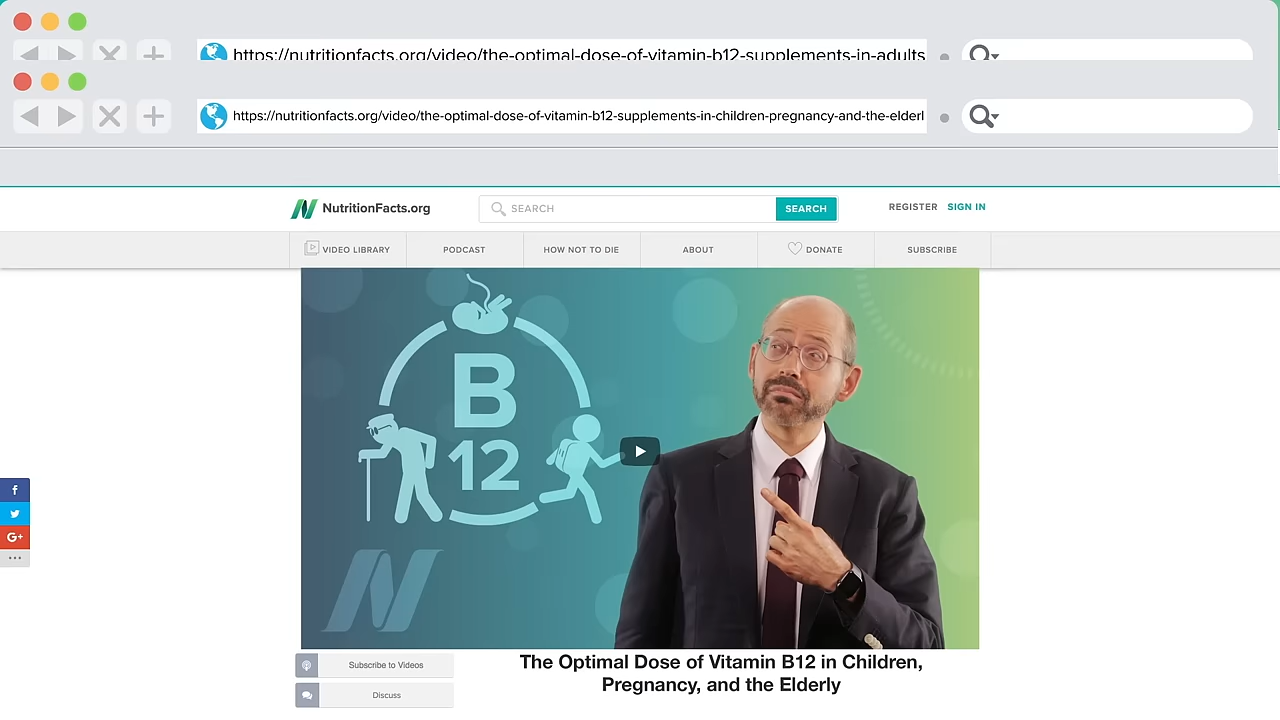 https://nutritionfacts.org/video/the-optimal-dose-of-vitamin-b12-supplements-in-adults
https://nutritionfacts.org/video/the-optimal-dose-of-vitamin-b12-supplements-in-children-pregnancy-and-the-elderl
NutritionFacts.org
SEARCH
SEARCH
REGISTER SIGN IN
VIDEO LIBRARY PODCAST HOW NOT TO DIE ABOUT DONATE SUBSCRIBE
B
12
f
G+
Subscribe to Videos
Discuss
The Optimal Dose of Vitamin B12 in Children,
Pregnancy, and the Elderly